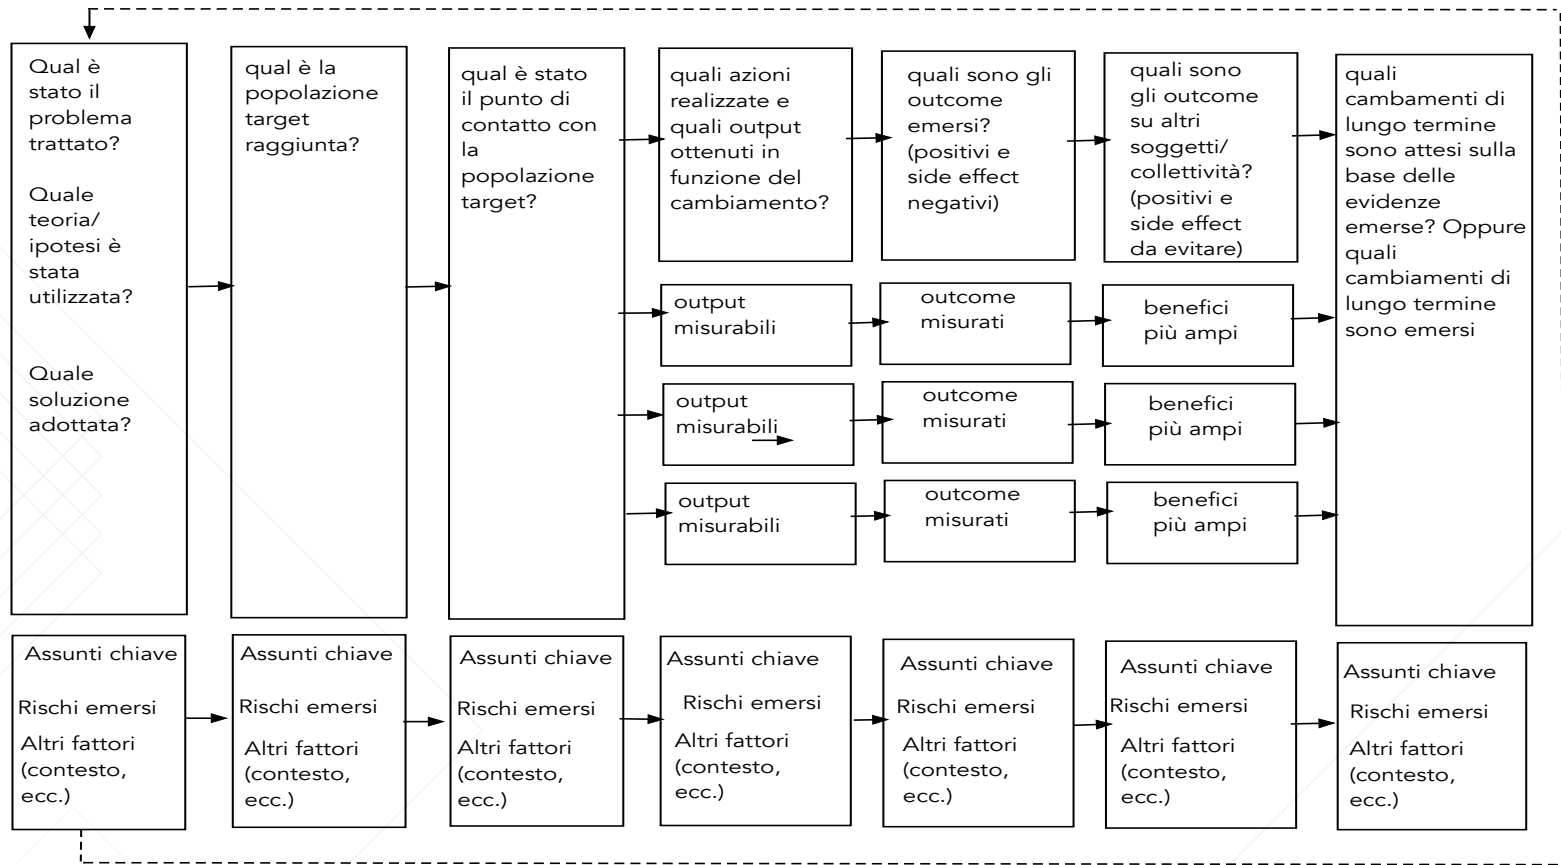 Qual è
stato il
problema
trattato?
Quale
teoria/
ipotesi è
stata
utilizzata?
Quale
soluzione
adottata?
qual è la
popolazione
target
raggiunta?
qual è stato
il punto di
contatto con
la
popolazione
target?
quali azioni
realizzate e
quali output
ottenuti in
funzione del
cambiamento?
quali sono gli
outcome
emersi?
(positivi e
side effect
negativi)
quali sono
gli outcome
su altri
soggetti/
collettività?
(positivi e
side effect
da evitare)
quali
cambamenti di
lungo termine
sono attesi sulla
base delle
evidenze
emerse? Oppure
quali
cambiamenti di
lungo termine
sono emersi
output
misurabili
outcome
misurati
benefici
più ampi
output
misurabili
outcome
misurati
benefici
più ampi
output
misurabili
outcome
misurati
benefici
più ampi
Assunti chiave
Rischi emersi
Altri fattori
(contesto,
ecc.)
Assunti chiave
Rischi emersi
Altri fattori
(contesto,
ecc.)
Assunti chiave
Rischi emersi
Altri fattori
(contesto,
ecc.)
Assunti chiave
Rischi emersi
Altri fattori
(contesto,
ecc.)
Assunti chiave
Rischi emersi
Altri fattori
(contesto,
ecc.)
Assunti chiave
Rischi emersi
Altri fattori
(contesto,
ecc.)
Assunti chiave
Rischi emersi
Altri fattori
(contesto,
ecc.)